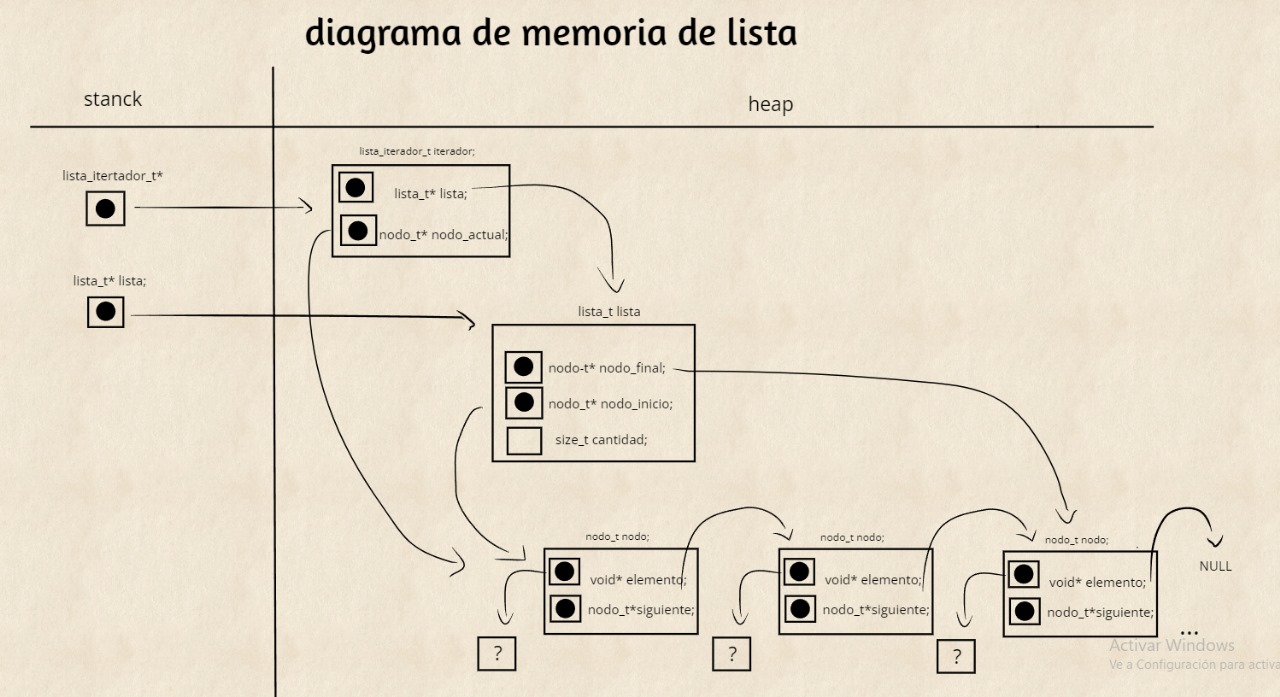 diagrama de memoria de lista
stanck
heap
lista_itertador_t*
lista_iterador_t iterador;
lista_t* lista;
nodo_t* nodo_actual;
lista_t* lista;
lista_t lista
nodo-t* nodo_final;
nodo_t* nodo_inicio;
size_t cantidad;
nodo_t nodo;
void* elemento;
nodo_t*siguiente;
?
nodo_t nodo;
void* elemento;
nodo_t*siguiente;
?
nodo_t nodo;
void* elemento;
nodo_t*siguiente;
?
NULL
...
Activar Windows
Ve a Configuración para activa